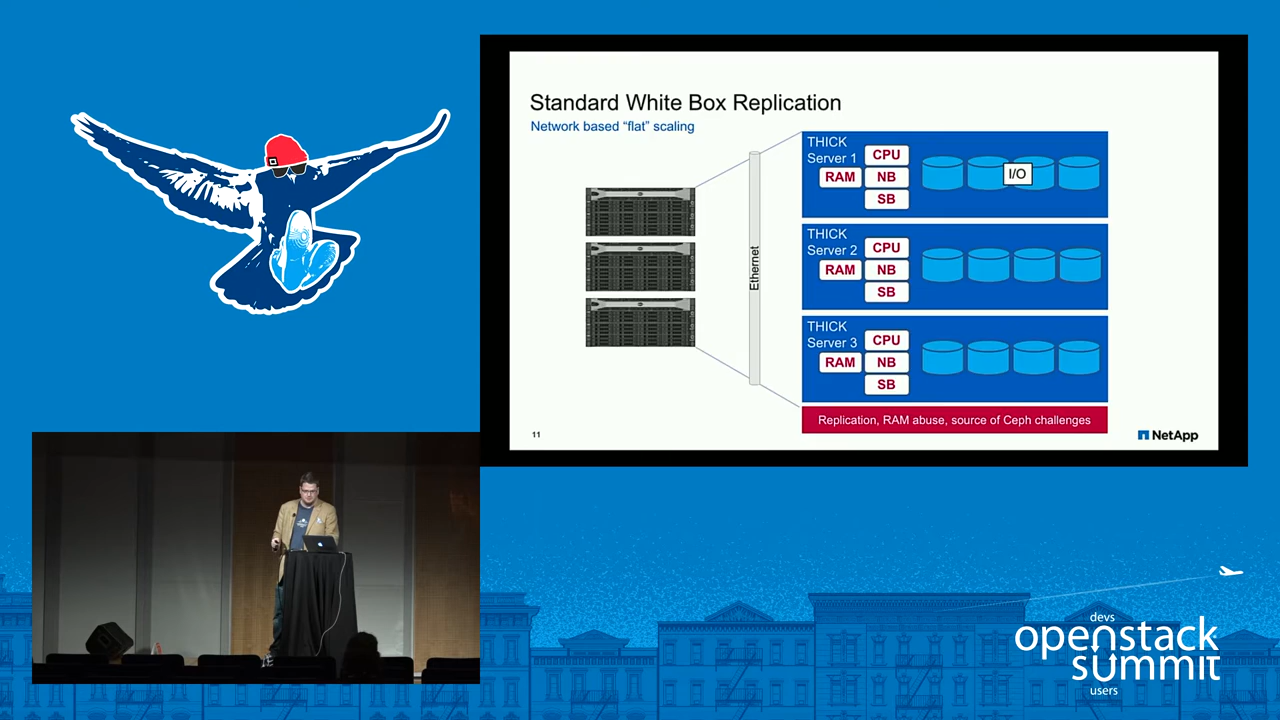 Standard White Box Replication
Network based “flat” scaling
Ethernet
THICK
Server 1
CPU
RAM
NB
SB
I/O
THICK
Server 2
CPU
RAM
NB
SB
THICK
Server 3
CPU
RAM
NB
SB
Replication, RAM abuse, source of Ceph challenges
11
NetApp
devs
openstack
summit
users